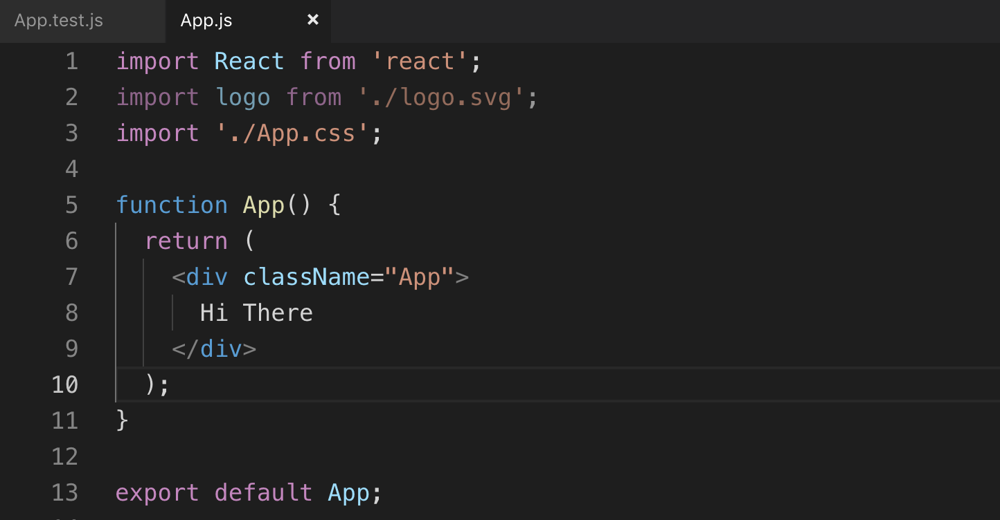 App.test.js App.js ×
1 import React from 'react';
2 import logo from './logo.svg';
3 import './App.css';
4
5 function App() {
6   return (
7     <div className="App">
8       Hi There
9     </div>
10   );
11 }
12
13 export default App;